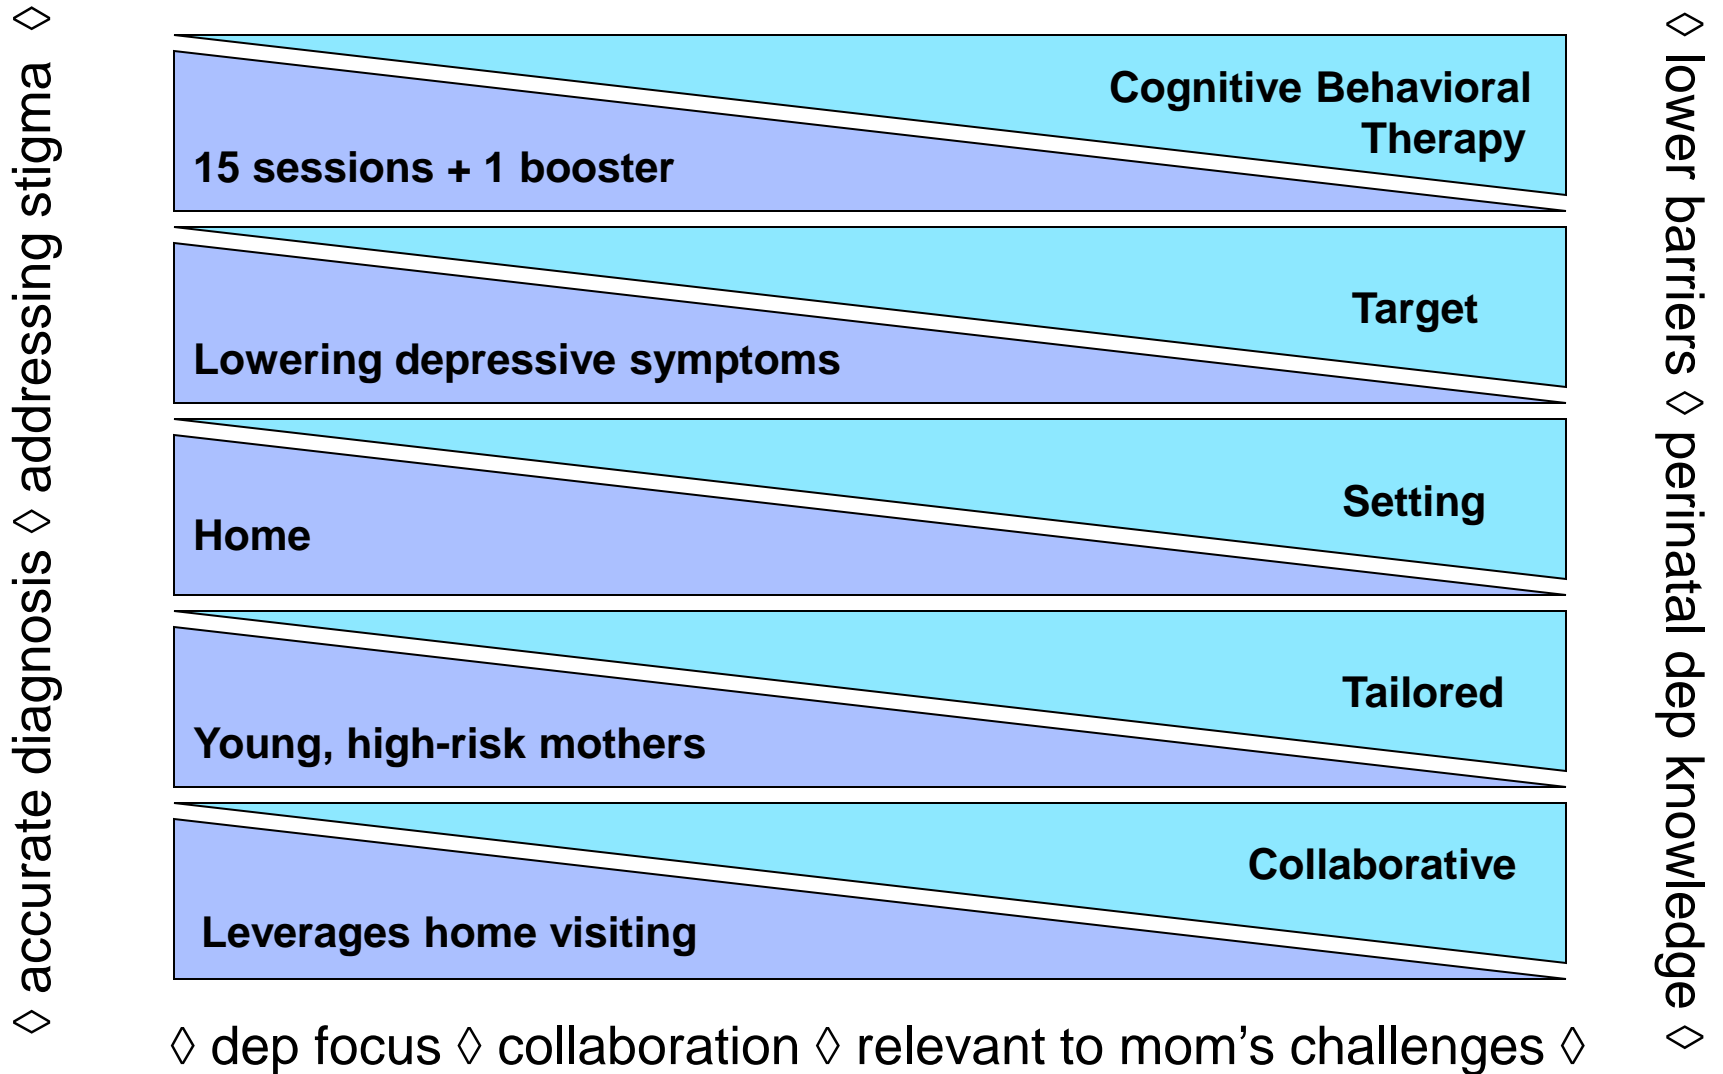 ◊ accurate diagnosis ◊ addressing stigma ◊
Cognitive Behavioral
Therapy
15 sessions + 1 booster
Target
Lowering depressive symptoms
Setting
Home
Tailored
Young, high-risk mothers
Collaborative
Leverages home visiting
◊ lower barriers ◊ perinatal dep knowledge ◊
◊ dep focus ◊ collaboration ◊ relevant to mom’s challenges ◊